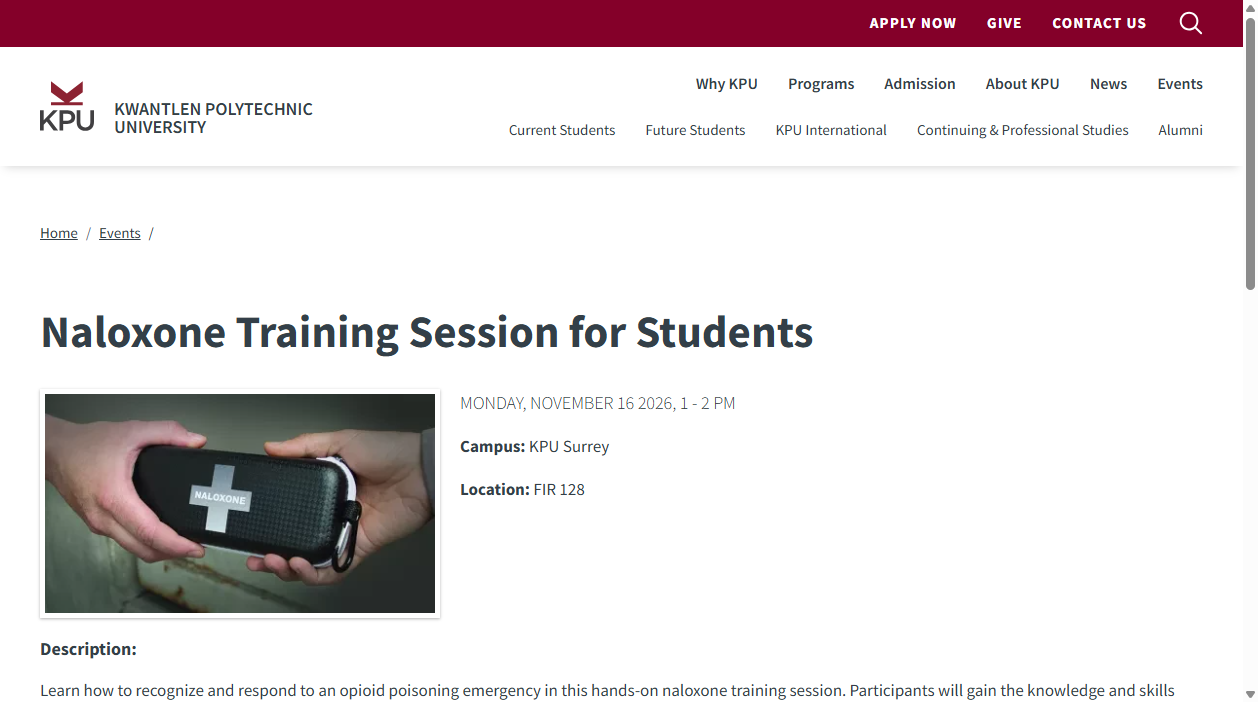 APPLY NOW GIVE CONTACT US
KPU
KWANTLEN POLYTECHNIC
UNIVERSITY
Why KPU Programs Admission About KPU News Events
Current Students Future Students KPU International Continuing & Professional Studies Alumni
Home / Events /
Naloxone Training Session for Students
NALOXONE
MONDAY, NOVEMBER 16 2026, 1 - 2 PM
Campus: KPU Surrey
Location: FIR 128
Description:
Learn how to recognize and respond to an opioid poisoning emergency in this hands-on naloxone training session. Participants will gain the knowledge and skills